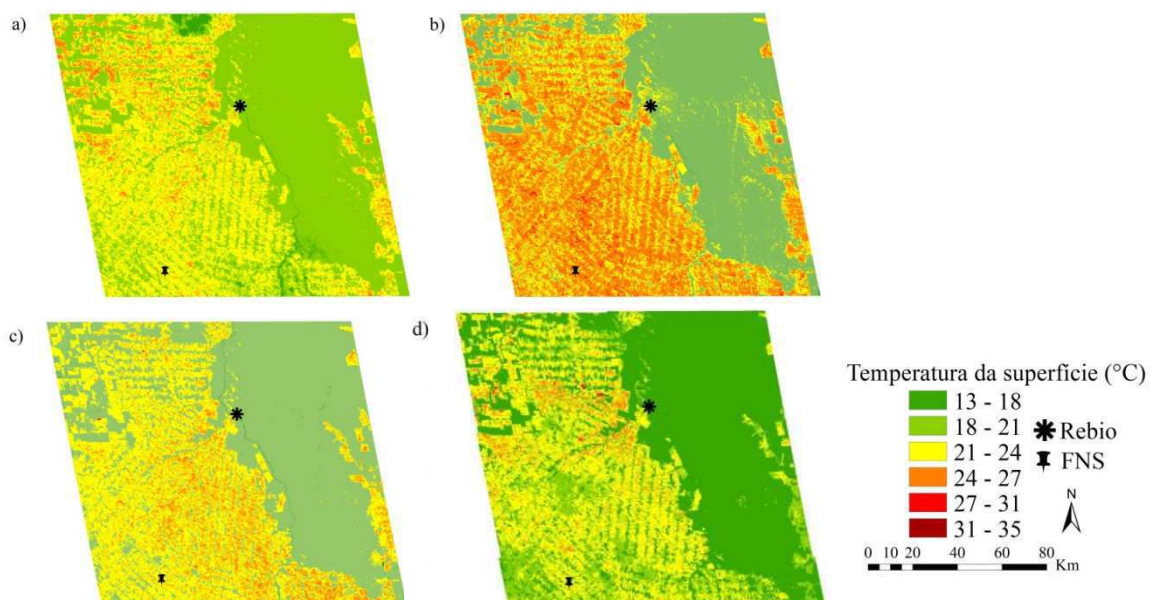 a)
b)
c)
d)
Temperatura da superfície (°C)
13 - 18
18 - 21
21 - 24
24 - 27
27 - 31
31 - 35
Rebio
FNS
N
0 10 20 40 60 80
Km